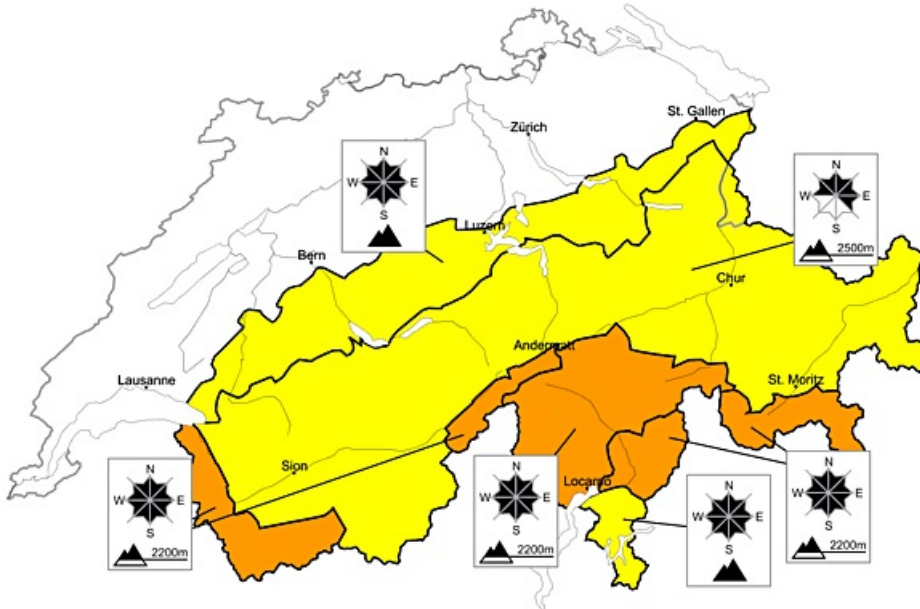 St. Gallen
Zürich
N
W E
S
N
W E
S
2500m
Luzern
Bern
Chur
Andermatt
Lausanne
St. Moritz
Sion
N
W E
S
2200m
N
W E
S
2200m
Locarno
N
W E
S
2200m
N
W E
S